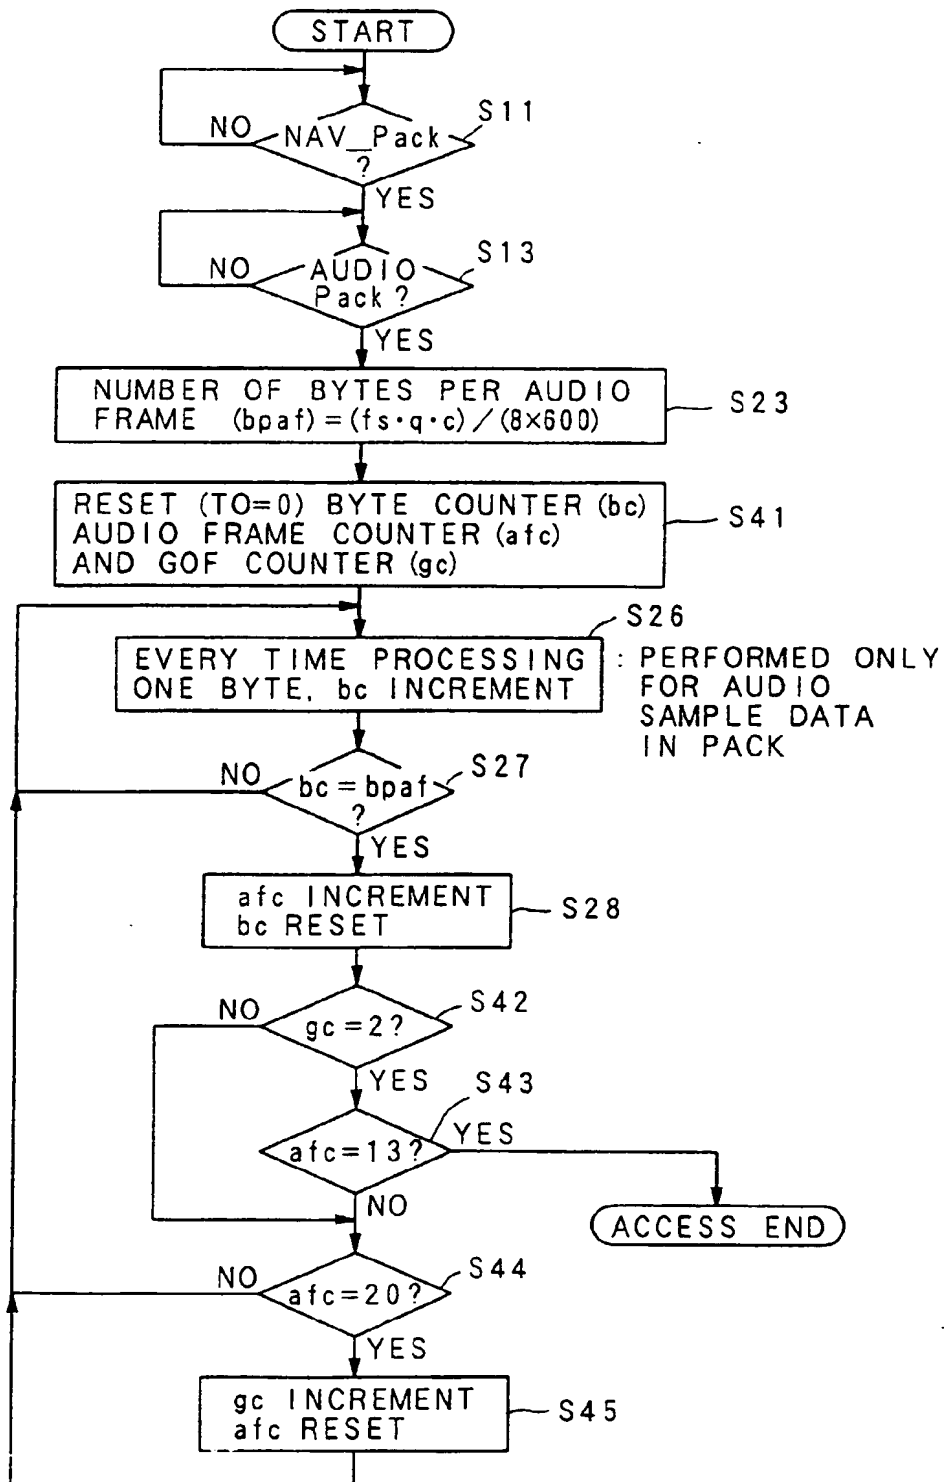 START
NO
NAV_Pack
?
S11
YES
NO
AUDIO
Pack?
S13
YES
NUMBER OF BYTES PER AUDIO
FRAME (bpaf)=(fs·q·c)/(8×600)
S23
RESET (TO=0) BYTE COUNTER (bc)
AUDIO FRAME COUNTER (afc)
AND GOF COUNTER (gc)
S41
S26
EVERY TIME PROCESSING
ONE BYTE, bc INCREMENT
: PERFORMED ONLY
FOR AUDIO
SAMPLE DATA
IN PACK
NO
bc=bpaf
?
S27
YES
afc INCREMENT
bc RESET
S28
NO
gc=2?
S42
YES
S43
afc=13?
YES
NO
ACCESS END
NO
afc=20?
S44
YES
gc INCREMENT
afc RESET
S45